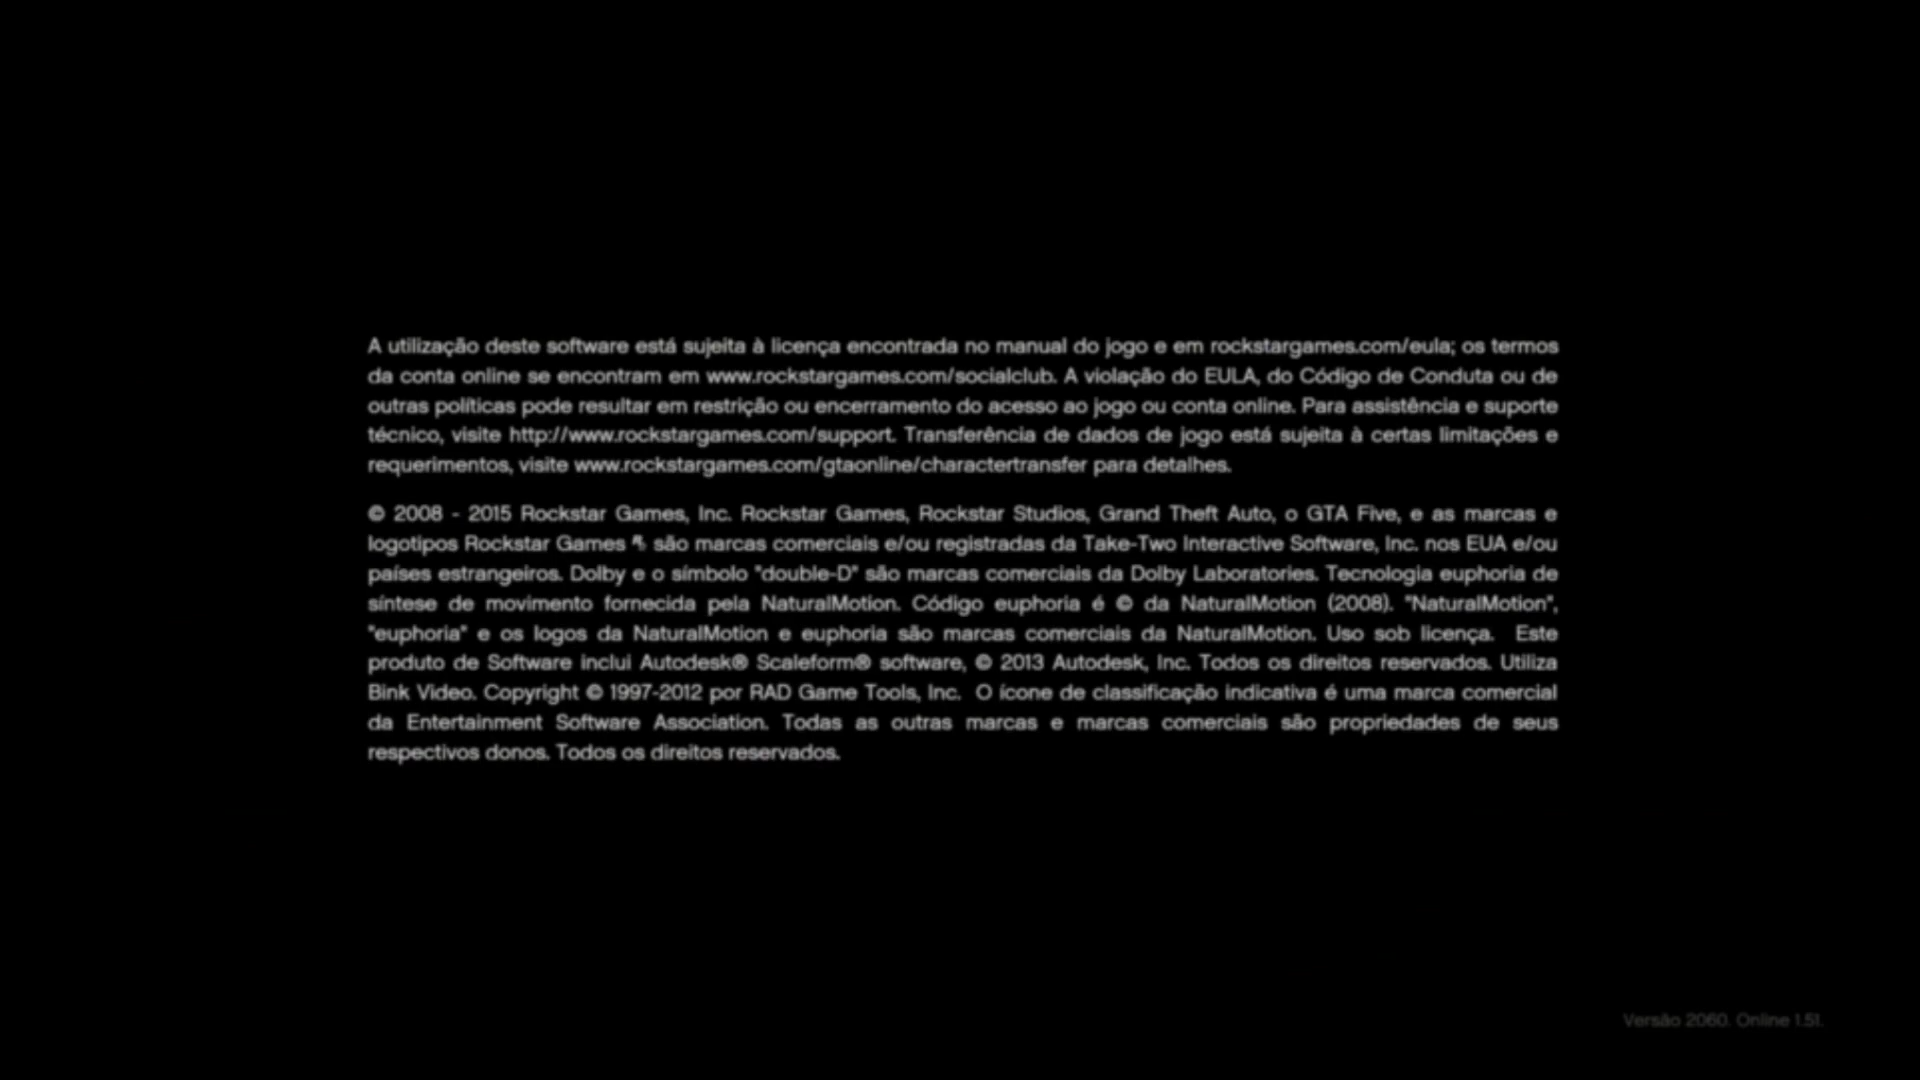 A utilização deste software está sujeita à licença encontrada no manual do jogo e em rockstargames.com/eula; os termos
da conta online se encontram em www.rockstargames.com/socialclub. A violação do EULA, do Código de Conduta ou de
outras políticas pode resultar em restrição ou encerramento do acesso ao jogo ou conta online. Para assistência e suporte
técnico, visite http://www.rockstargames.com/support. Transferência de dados de jogo está sujeita à certas limitações e
requerimentos, visite www.rockstargames.com/gtaonline/charactertransfer para detalhes.
© 2008 - 2015 Rockstar Games, Inc. Rockstar Games, Rockstar Studios, Grand Theft Auto, o GTA Five, e as marcas e
logotipos Rockstar Games R* são marcas comerciais e/ou registradas da Take-Two Interactive Software, Inc. nos EUA e/ou
países estrangeiros. Dolby e o símbolo "double-D" são marcas comerciais da Dolby Laboratories. Tecnologia euphoria de
síntese de movimento fornecida pela NaturalMotion. Código euphoria é © da NaturalMotion (2008). "NaturalMotion",
"euphoria" e os logos da NaturalMotion e euphoria são marcas comerciais da NaturalMotion. Uso sob licença. Este
produto de Software inclui Autodesk® Scaleform® software, © 2013 Autodesk, Inc. Todos os direitos reservados. Utiliza
Bink Video. Copyright © 1997-2012 por RAD Game Tools, Inc. O ícone de classificação indicativa é uma marca comercial
da Entertainment Software Association. Todas as outras marcas e marcas comerciais são propriedades de seus
respectivos donos. Todos os direitos reservados.
Versão 2060. Online 1.51.